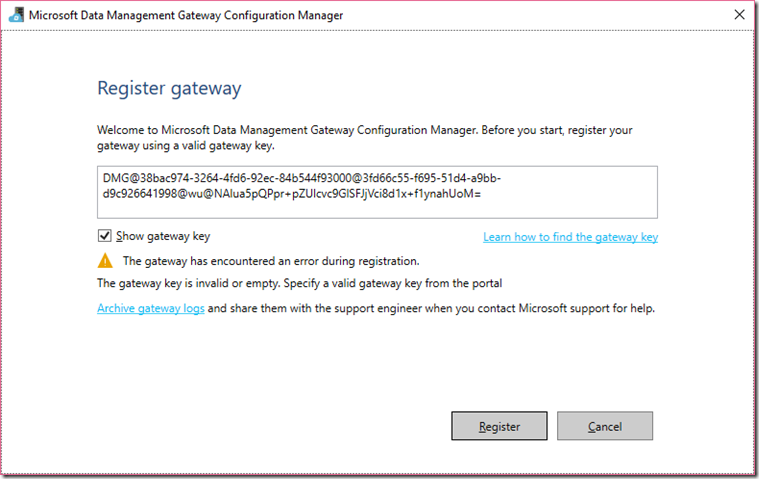 Microsoft Data Management Gateway Configuration Manager
Register gateway
Welcome to Microsoft Data Management Gateway Configuration Manager. Before you start, register your
gateway using a valid gateway key.
DMG@38bac974-3264-4fd6-92ec-84b544f93000@3fd66c55-f695-51d4-a9bb-
d9c926641998@wu@NAlua5pQPpr+pZUlcvc9GlSFJjVci8d1x+f1ynahUoM=
Show gateway key
Learn how to find the gateway key
The gateway has encountered an error during registration.
The gateway key is invalid or empty. Specify a valid gateway key from the portal
Archive gateway logs and share them with the support engineer when you contact Microsoft support for help.
Register
Cancel